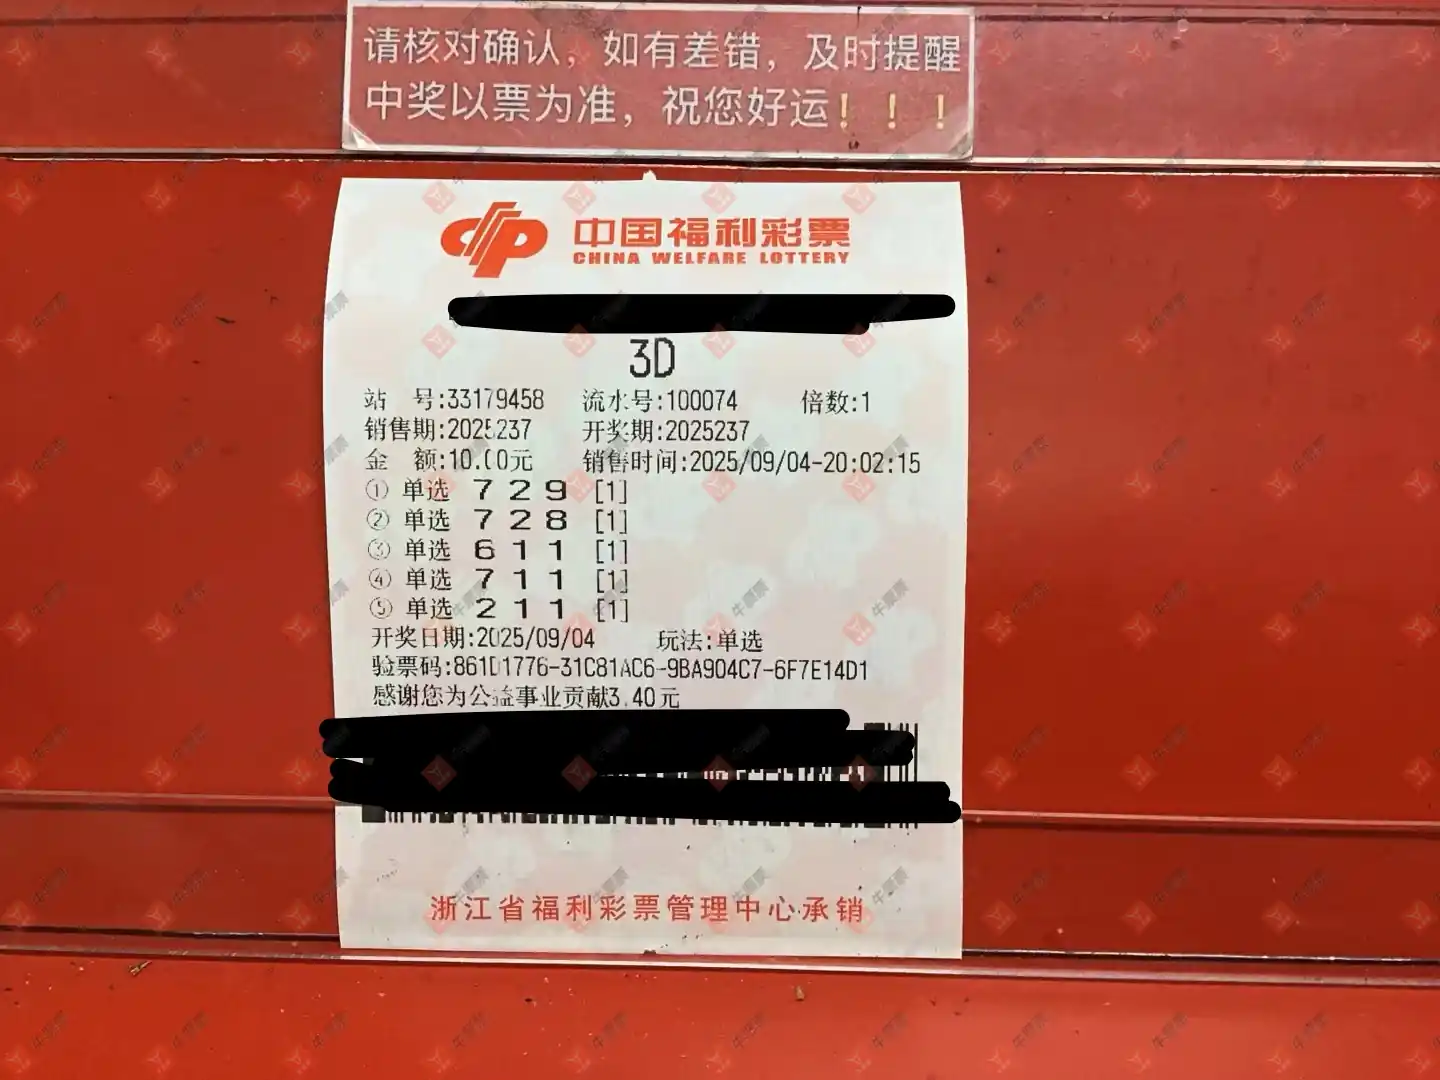 请核对确认，如有差错，及时提醒
中奖以票为准，祝您好运！！！
中国福利彩票
CHINA WELFARE LOTTERY
3D
站 号:33179458 流水号:100074 倍数:1
销售期:2025237 开奖期:2025237
金 额:10.00元 销售时间:2025/09/04-20:02:15
① 单选 7 2 9 [1]
② 单选 7 2 8 [1]
③ 单选 6 1 1 [1]
④ 单选 7 1 1 [1]
⑤ 单选 2 1 1 [1]
开奖日期:2025/09/04 玩法:单选
验票码:861D1776-31C81AC6-9BA904C7-6F7E14D1
感谢您为公益事业贡献3.40元
浙江省福利彩票管理中心承销